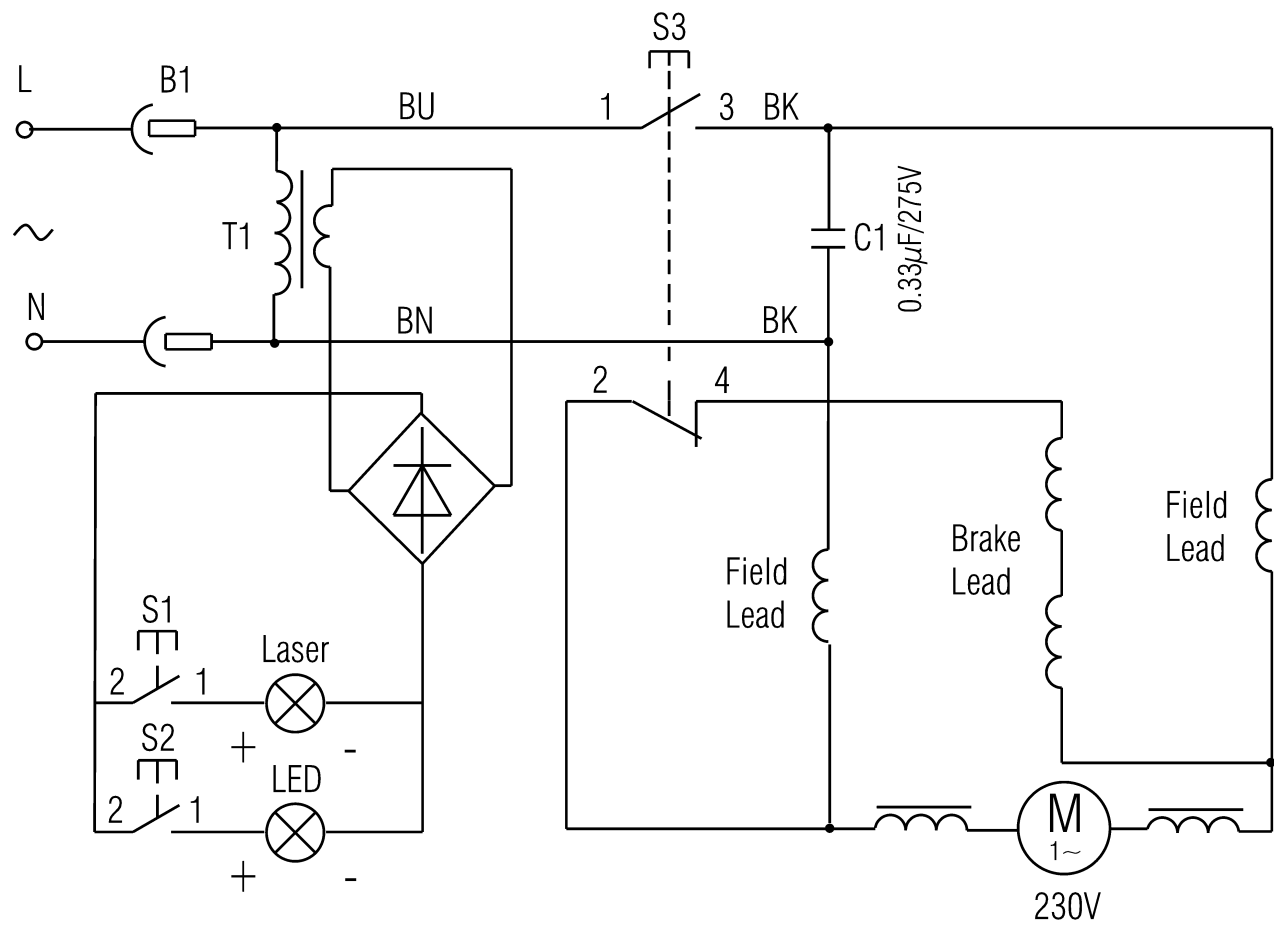 S3
L
B1
BU
1
3
BK
T1
C1
0.33µF/275V
N
BN
BK
2
4
Field
Lead
Brake
Lead
Field
Lead
S1
2
1
Laser
+
-
S2
2
1
LED
+
-
M
1~
230V